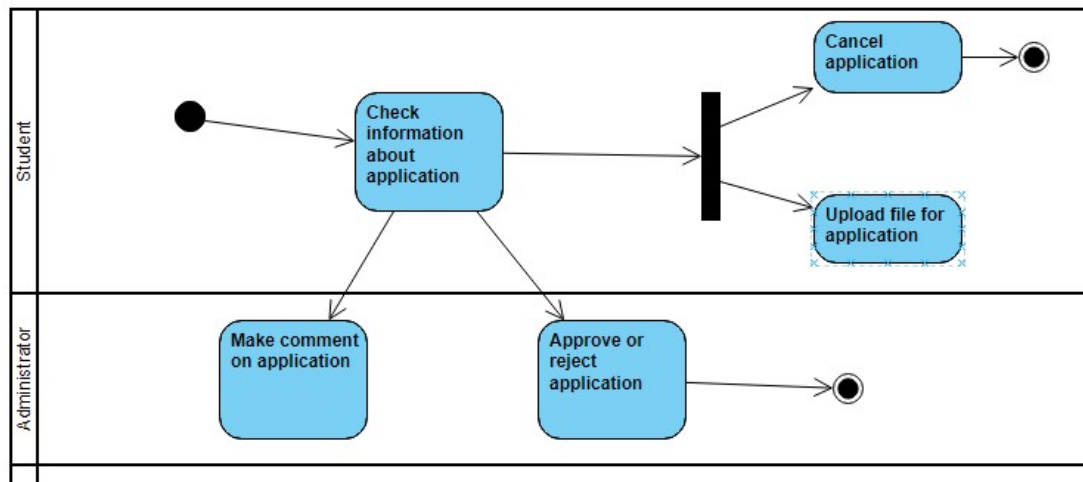 Student
Check
information
about
application
Cancel
application
Upload file for
application
Administrator
Make comment
on application
Approve or
reject
application